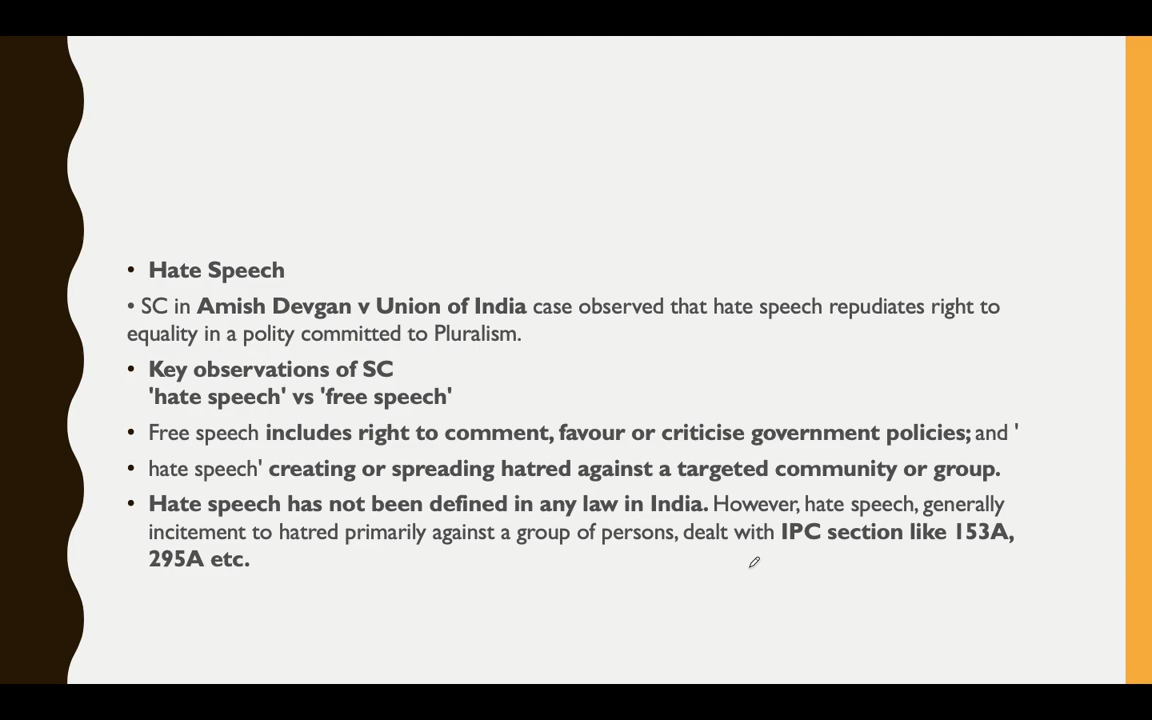 • Hate Speech
• SC in Amish Devgan v Union of India case observed that hate speech repudiates right to
equality in a polity committed to Pluralism.
• Key observations of SC
'hate speech' vs 'free speech'
• Free speech includes right to comment, favour or criticise government policies; and '
• hate speech' creating or spreading hatred against a targeted community or group.
• Hate speech has not been defined in any law in India. However, hate speech, generally
incitement to hatred primarily against a group of persons, dealt with IPC section like 153A,
295A etc.